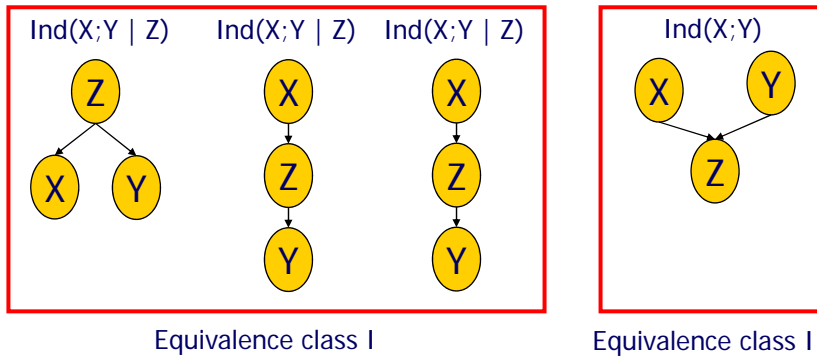 Ind(X;Y | Z) Ind(X;Y | Z) Ind(X;Y | Z)
Z
X Y
X
Z
Y
X
Z
Y
Equivalence class I
Ind(X;Y)
X Y
Z
Equivalence class I